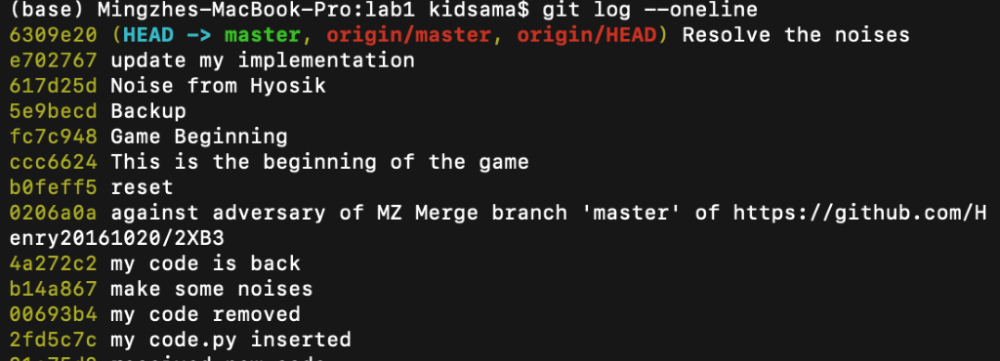 (base) Mingzhes-MacBook-Pro:lab1 kidsama$ git log --oneline
6309e20 (HEAD -> master, origin/master, origin/HEAD) Resolve the noises
e702767 update my implementation
617d25d Noise from Hyosik
5e9becd Backup
fc7c948 Game Beginning
ccc6624 This is the beginning of the game
b0feff5 reset
0206a0a against adversary of MZ Merge branch 'master' of https://github.com/H
enry20161020/2XB3
4a272c2 my code is back
b14a867 make some noises
00693b4 my code removed
2fd5c7c my code.py inserted